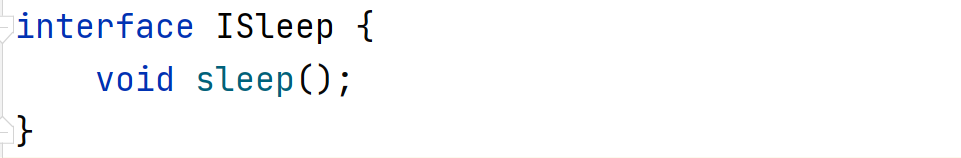 interface ISleep {
    void sleep();
}